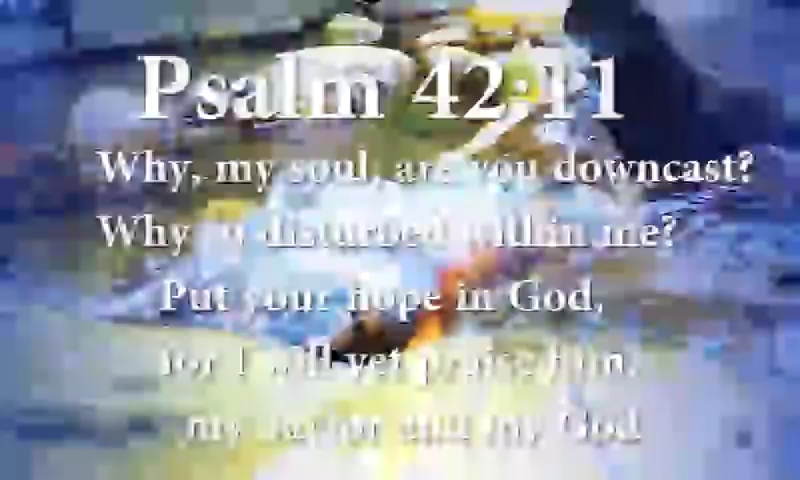 Psalm 42:11
Why, my soul, are you downcast?
Why so disturbed within me?
Put your hope in God,
for I will yet praise him,
my Savior and my God